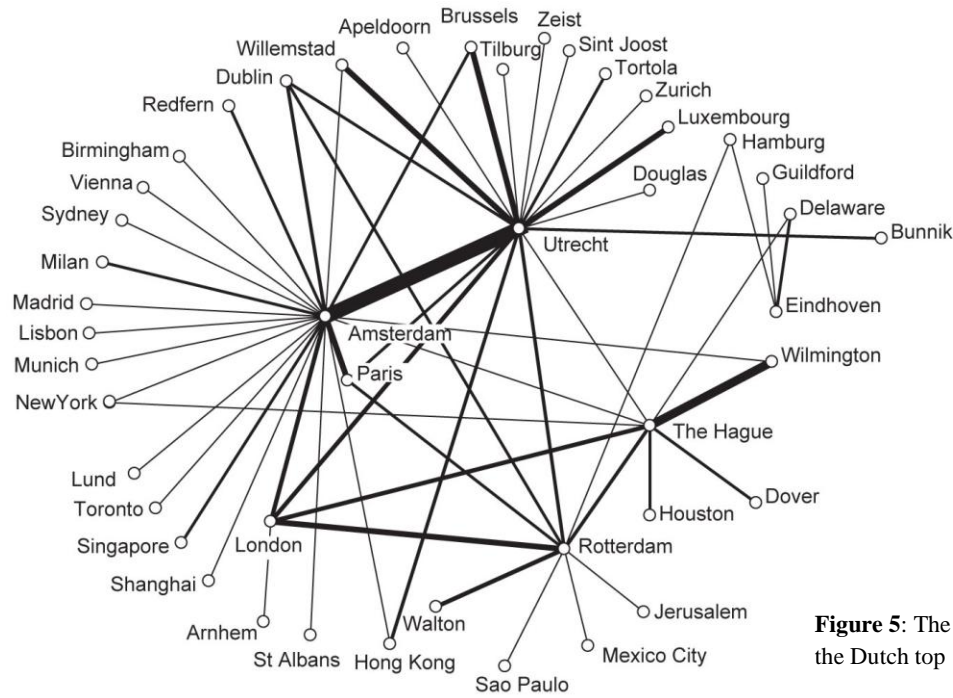 Brussels
Zeist
Apeldoorn
Sint Joost
Willemstad
Tilburg
Tortola
Dublin
Zurich
Redfern
Luxembourg
Hamburg
Birmingham
Douglas
Guildford
Vienna
Delaware
Sydney
Utrecht
Bunnik
Milan
Madrid
Eindhoven
Lisbon
Amsterdam
Wilmington
Munich
Paris
NewYork
The Hague
Lund
Dover
Toronto
Houston
Singapore
London
Rotterdam
Shanghai
Jerusalem
Walton
Arnhem
St Albans
Hong Kong
Mexico City
Sao Paulo
Figure 5: The
the Dutch top